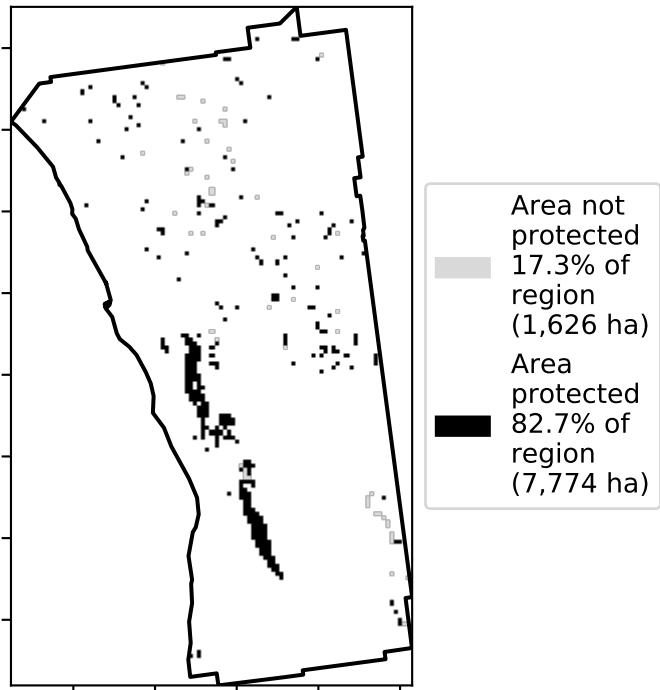 Area not
protected
17.3% of
region
(1,626 ha)
Area
protected
82.7% of
region
(7,774 ha)